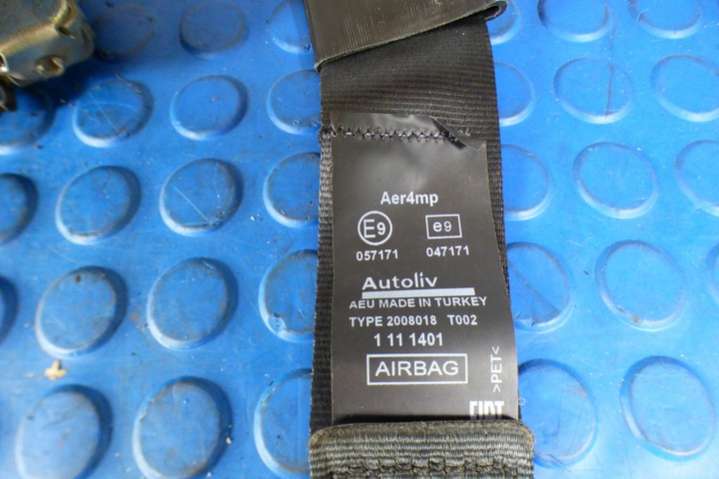 Aer4mp
E9 e9
057171 047171
Autoliv
AEU MADE IN TURKEY
TYPE 2008018 T002
1 11 1401
AIRBAG
>PET<
FIAT